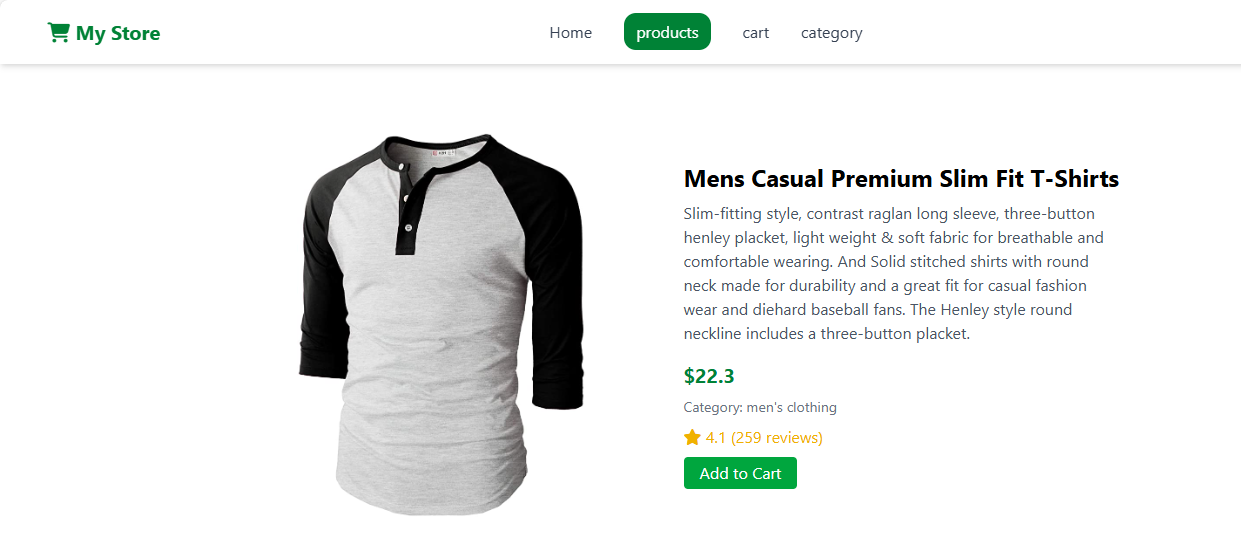 My Store
Home
products
cart
category
Mens Casual Premium Slim Fit T-Shirts
Slim-fitting style, contrast raglan long sleeve, three-button
henley placket, light weight & soft fabric for breathable and
comfortable wearing. And Solid stitched shirts with round
neck made for durability and a great fit for casual fashion
wear and diehard baseball fans. The Henley style round
neckline includes a three-button placket.
$22.3
Category: men's clothing
4.1 (259 reviews)
Add to Cart